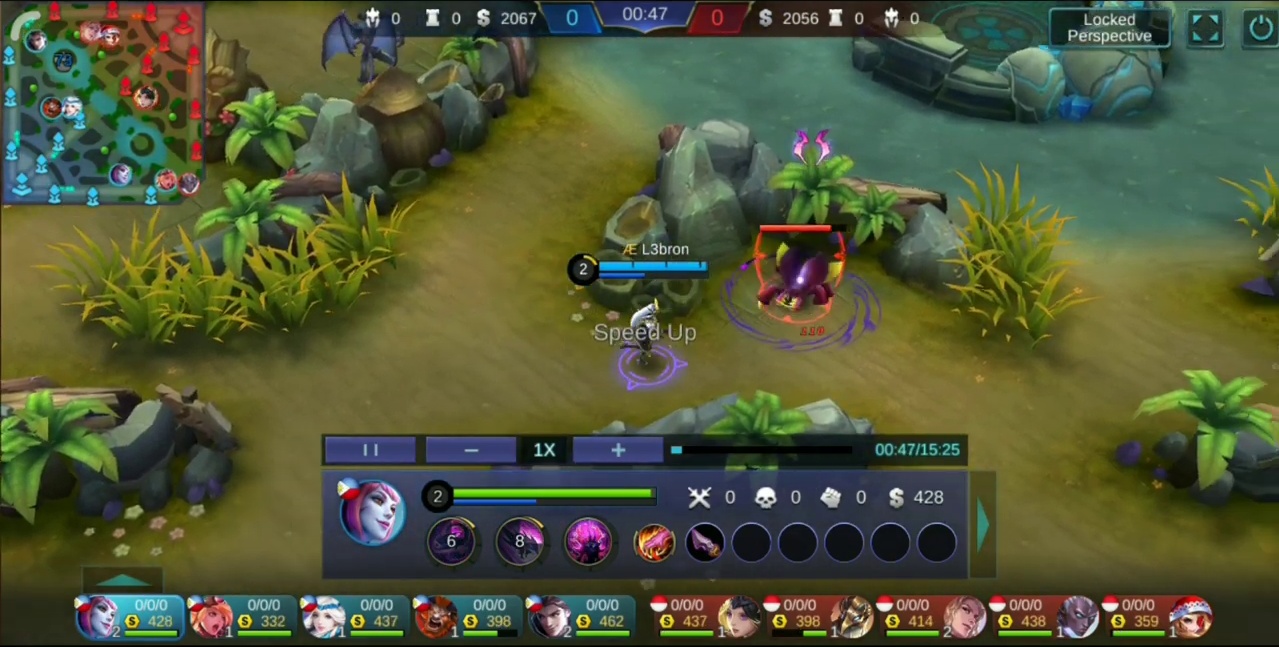 0 0 2067 0 00:47 0 2056 0 0
Locked
Perspective
Æ L3bron
2
Speed Up
1X
00:47/15:25
2
0 0 0 428
6 8
0/0/0 0/0/0 0/0/0 0/0/0 0/0/0 0/0/0 0/0/0 0/0/0 0/0/0 0/0/0
428 332 437 398 462 437 398 414 438 359
2 1 1 1 2 1 1 2 1 1